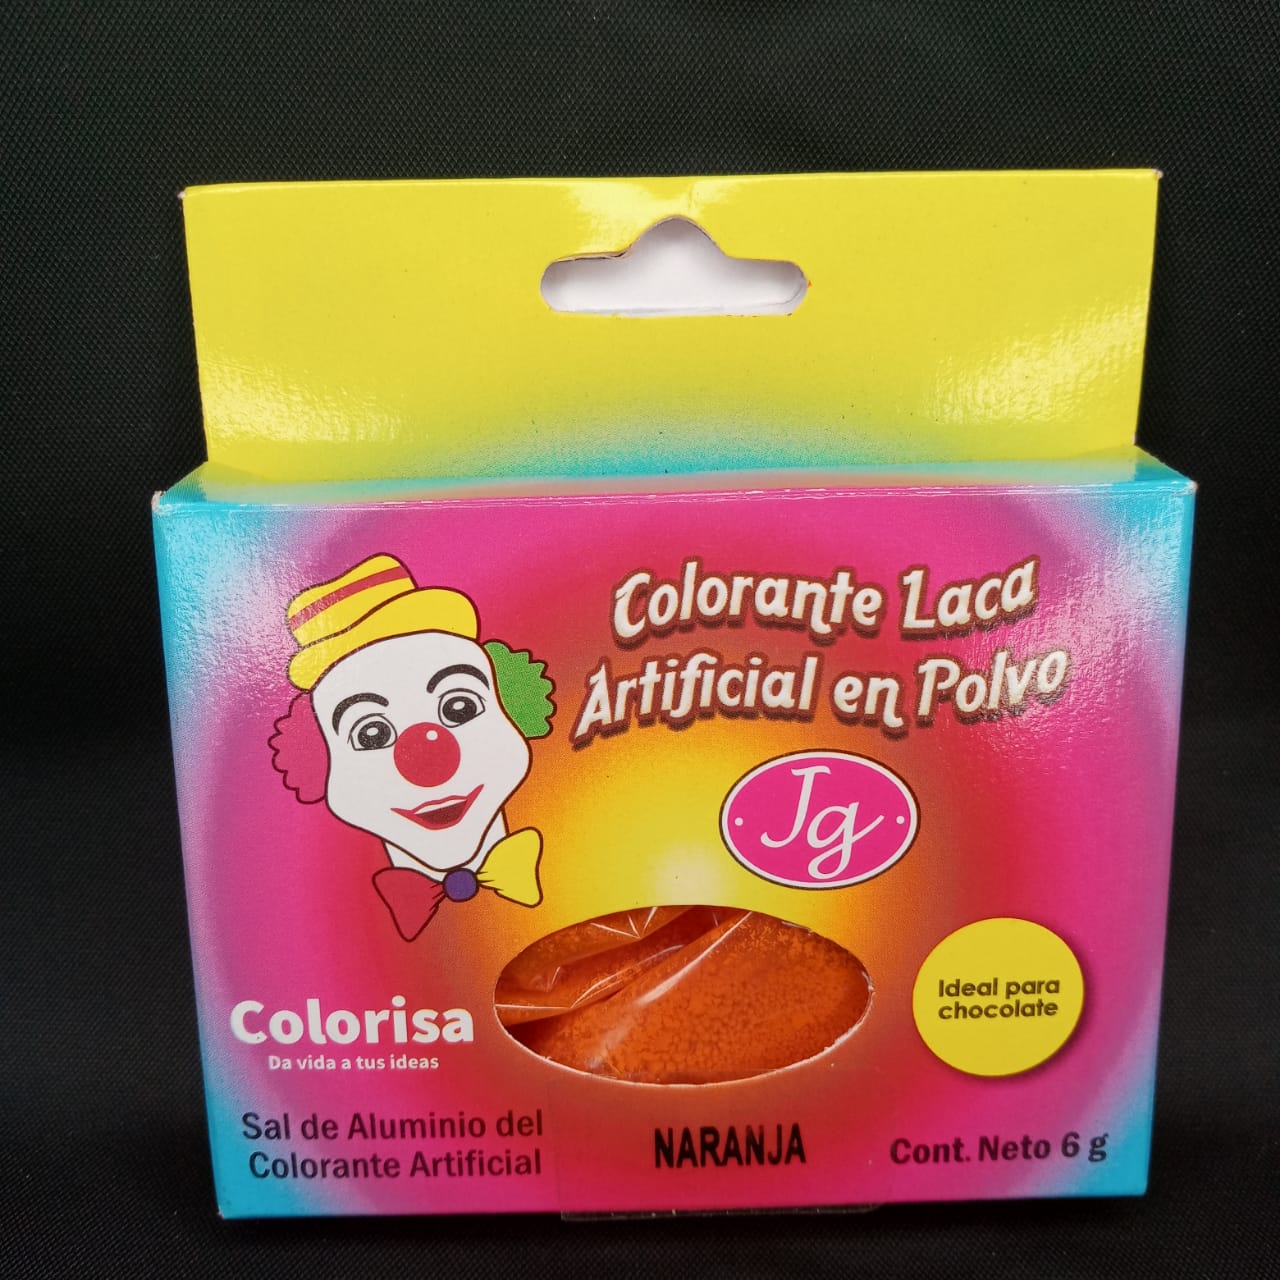 Colorante Laca
Artificial en Polvo
Jg
Ideal para
chocolate
Colorisa
Da vida a tus ideas
Sal de Aluminio del
Colorante Artificial
NARANJA
Cont. Neto 6 g